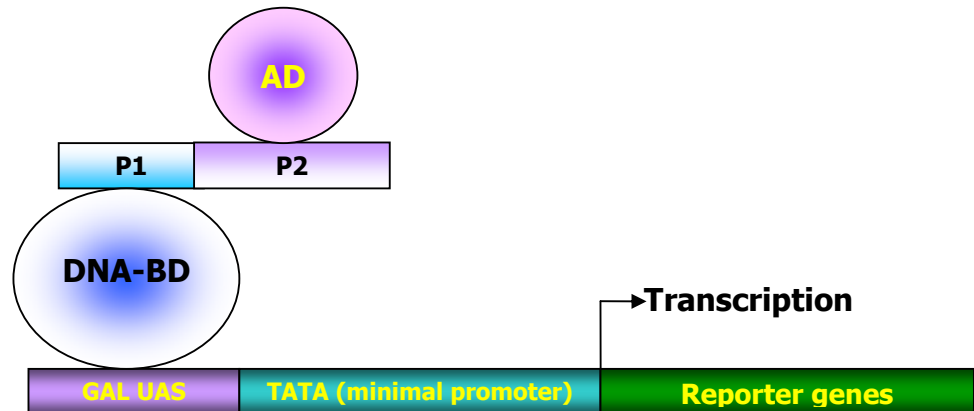 AD
P1
P2
DNA-BD
Transcription
GAL UAS
TATA (minimal promoter)
Reporter genes